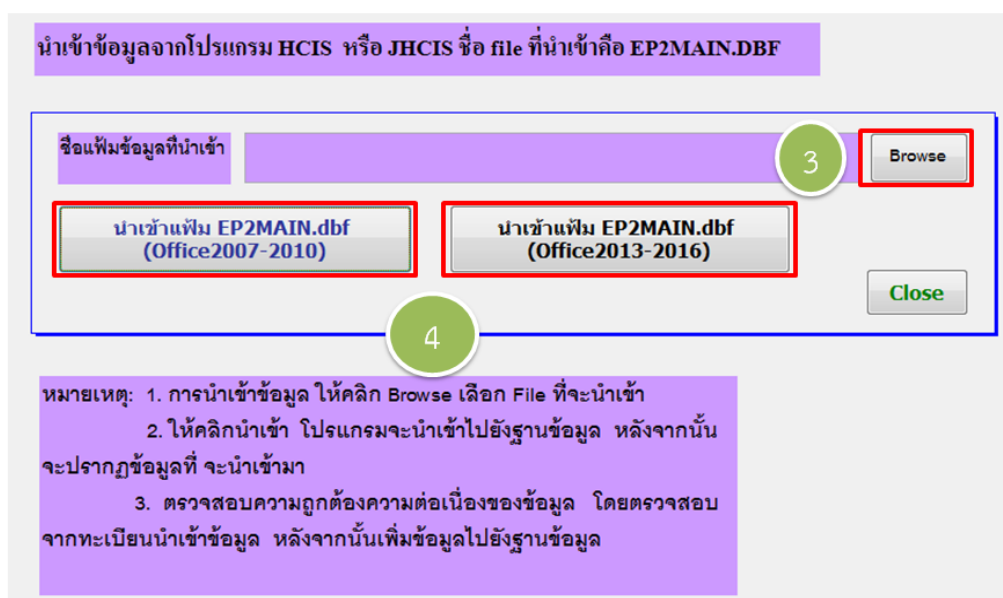 นำเข้าข้อมูลจากโปรแกรม HCIS หรือ JHCIS ชื่อ file ที่นำเข้าคือ EP2MAIN.DBF
ชื่อแฟ้มข้อมูลที่นำเข้า
3
Browse
นำเข้าแฟ้ม EP2MAIN.dbf
(Office2007-2010)
นำเข้าแฟ้ม EP2MAIN.dbf
(Office2013-2016)
Close
4
หมายเหตุ: 1. การนำเข้าข้อมูล ให้คลิก Browse เลือก File ที่จะนำเข้า
2. ให้คลิกนำเข้า โปรแกรมจะนำเข้าไปยังฐานข้อมูล หลังจากนั้น
จะปรากฏข้อมูลที่ จะนำเข้ามา
3. ตรวจสอบความถูกต้องความต่อเนื่องของข้อมูล โดยตรวจสอบ
จากทะเบียนนำเข้าข้อมูล หลังจากนั้นเพิ่มข้อมูลไปยังฐานข้อมูล